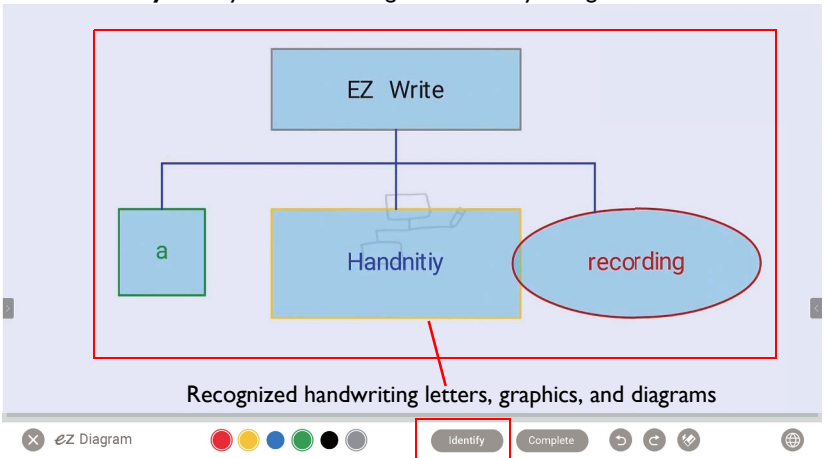 EZ Write
a
Handnitiy
recording
Recognized handwriting letters, graphics, and diagrams
ez Diagram
Identify
Complete